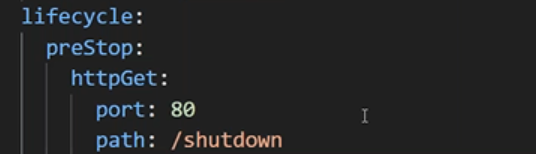 lifecycle:
preStop:
httpGet:
port: 80
path: /shutdown